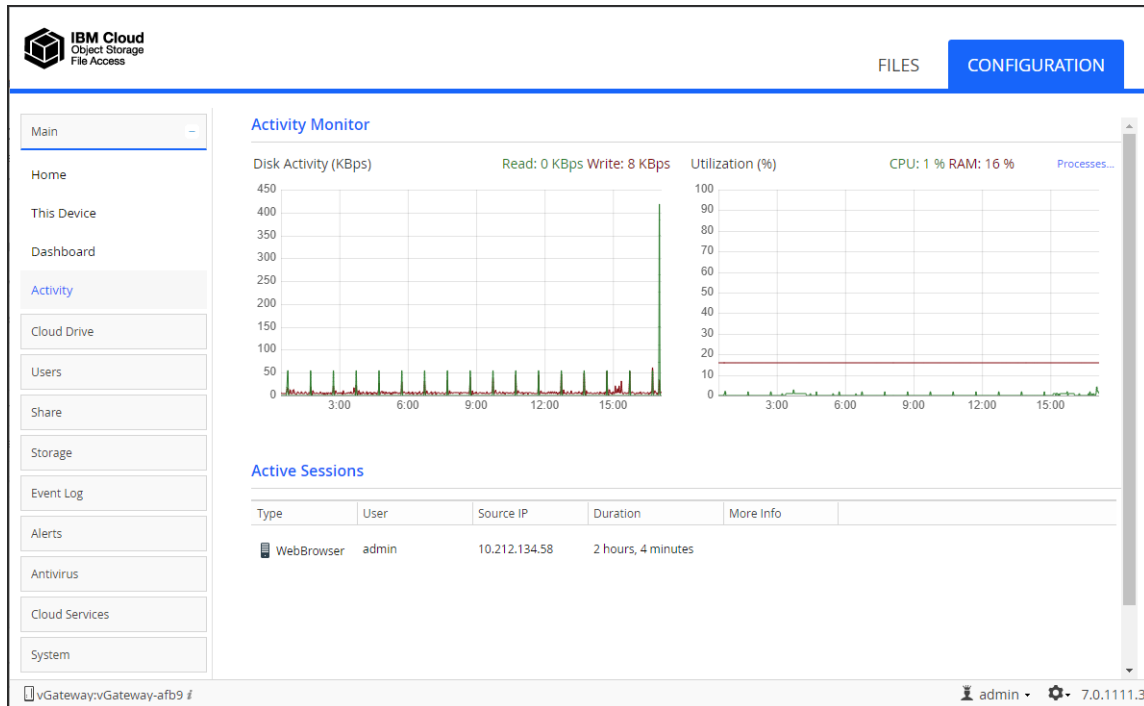 IBM Cloud
Object Storage
File Access
FILES
CONFIGURATION
Main
Home
This Device
Dashboard
Activity
Cloud Drive
Users
Share
Storage
Event Log
Alerts
Antivirus
Cloud Services
System
Activity Monitor
Disk Activity (KBps)
Read: 0 KBps Write: 8 KBps
450
400
350
300
250
200
150
100
50
0
3:00 6:00 9:00 12:00 15:00
Utilization (%)
CPU: 1 % RAM: 16 %
Processes...
100
90
80
70
60
50
40
30
20
10
0
3:00 6:00 9:00 12:00 15:00
Active Sessions
Type User Source IP Duration More Info
WebBrowser admin 10.212.134.58 2 hours, 4 minutes
vGateway:vGateway-afb9 i
admin
7.0.1111.3